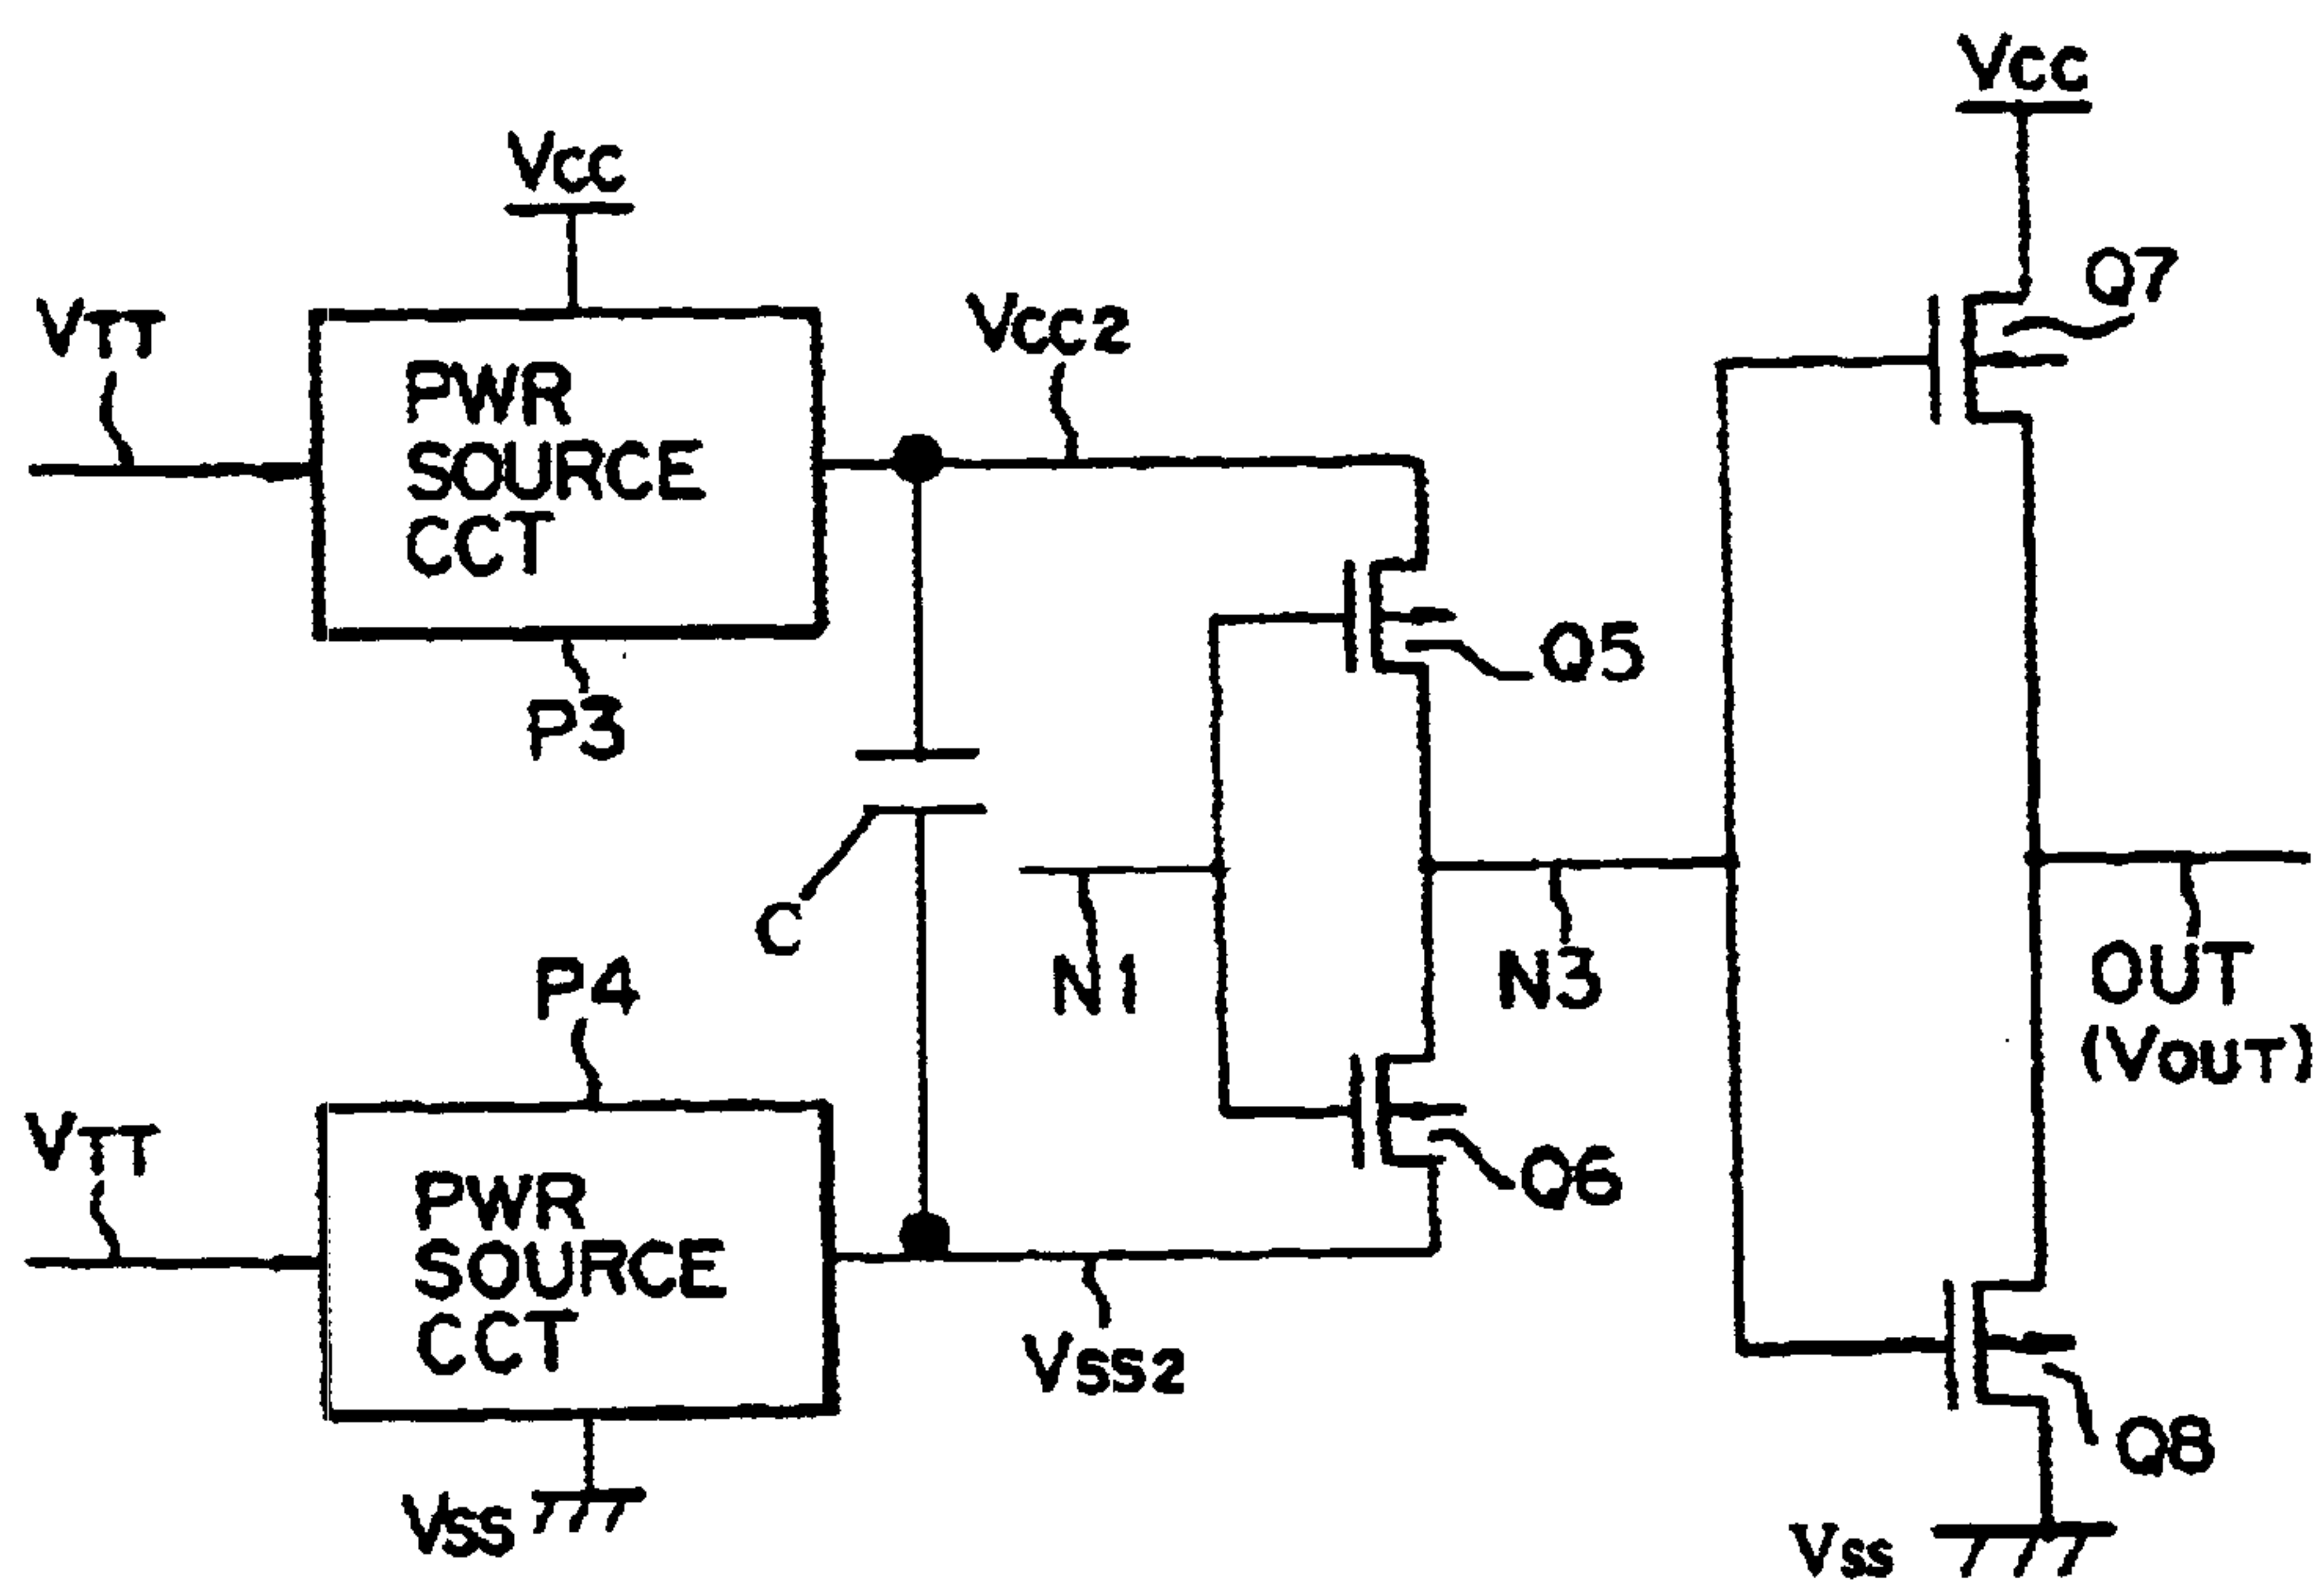 VCC
VCC
Q7
VTT
VCC2
PWR
SOURCE
CCT
Q5
P3
C
N1
N3
P4
OUT
(VOUT)
VTT
Q6
PWR
SOURCE
CCT
VSS2
Q8
VSS
VSS